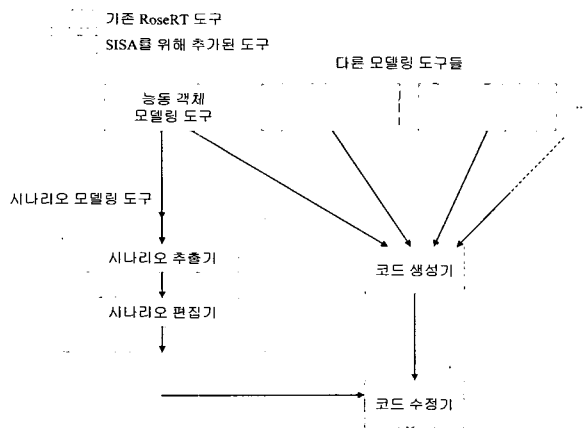 기존 RoseRT 도구
SISA를 위해 추가된 도구
다른 모델링 도구들
능동 객체
모델링 도구
...
시나리오 모델링 도구
시나리오 추출기
코드 생성기
시나리오 편집기
코드 수정기